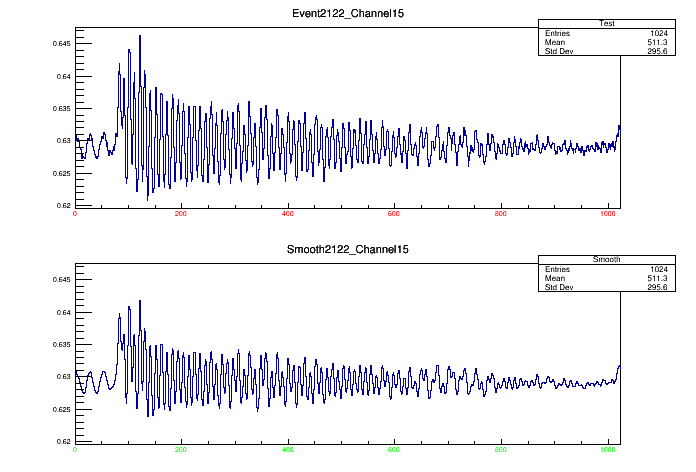 Event2122_Channel15
Test
Entries 1024
Mean 511.3
Std Dev 295.6
0.645
0.64
0.635
0.63
0.625
0.62
0 200 400 600 800 1000
Smooth2122_Channel15
Smooth
Entries 1024
Mean 511.3
Std Dev 295.6
0.645
0.64
0.635
0.63
0.625
0.62
0 200 400 600 800 1000